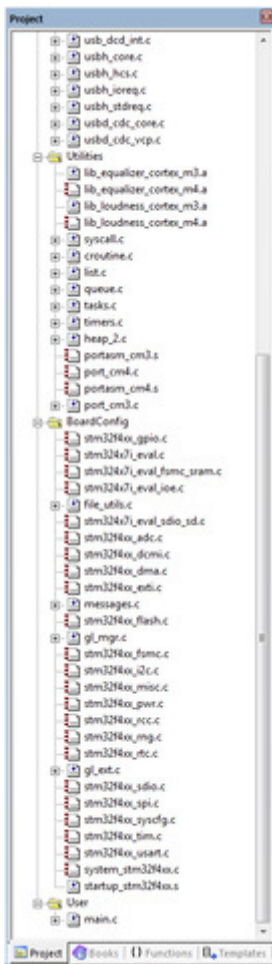 Project
usb_dcd_int.c
usbh_core.c
usbh_hcs.c
usbh_ioreq.c
usbh_stdreq.c
usbd_cdc_core.c
usbd_cdc_vcp.c
Utilities
lib_equalizer_cortex_m3.a
lib_equalizer_cortex_m4.a
lib_loudness_cortex_m3.a
lib_loudness_cortex_m4.a
syscall.c
croutine.c
list.c
queue.c
tasks.c
timers.c
heap_2.c
portasm_cm3.s
port_cm4.c
portasm_cm4.s
port_cm3.c
BoardConfig
stm32f4xx_gpio.c
stm324x7i_eval.c
stm324x7i_eval_fsmc_sram.c
stm324x7i_eval_ioe.c
file_utils.c
stm324x7i_eval_sdio_sd.c
stm32f4xx_adc.c
stm32f4xx_dcmi.c
stm32f4xx_dma.c
stm32f4xx_exti.c
messages.c
stm32f4xx_flash.c
gl_mgr.c
stm32f4xx_fsmc.c
stm32f4xx_i2c.c
stm32f4xx_misc.c
stm32f4xx_pwr.c
stm32f4xx_rcc.c
stm32f4xx_rng.c
stm32f4xx_rtc.c
gl_ext.c
stm32f4xx_sdio.c
stm32f4xx_spi.c
stm32f4xx_syscfg.c
stm32f4xx_tim.c
stm32f4xx_usart.c
system_stm32f4xx.c
startup_stm32f4xx.s
User
main.c
Project Books {} Functions Templates